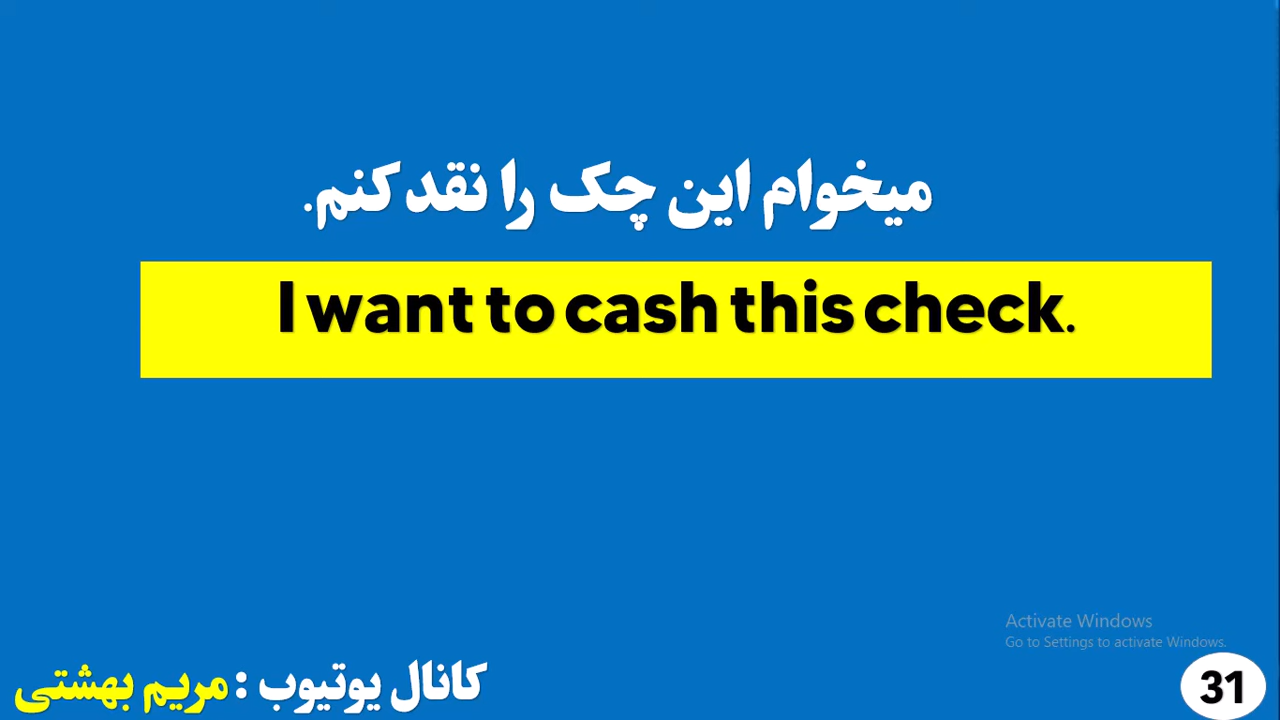 میخوام این چک را نقد کنم.
I want to cash this check.
Activate Windows
Go to Settings to activate Windows.
کانال یوتیوب : مریم بهشتی
31